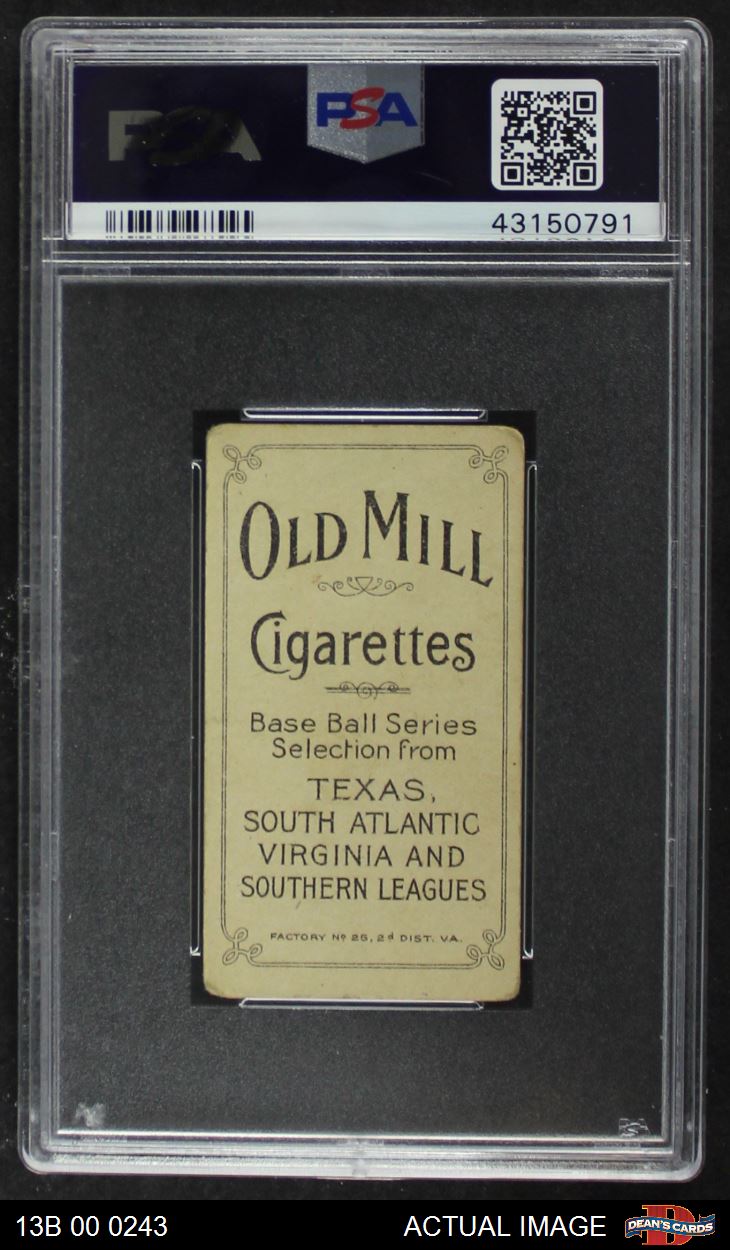 PSA
PSA
43150791
OLD MILL
Cigarettes
Base Ball Series
Selection from
TEXAS,
SOUTH ATLANTIC
VIRGINIA AND
SOUTHERN LEAGUES
FACTORY Nº 25, 2d DIST. VA.
PSA
13B 00 0243
ACTUAL IMAGE
DEAN'S CARDS